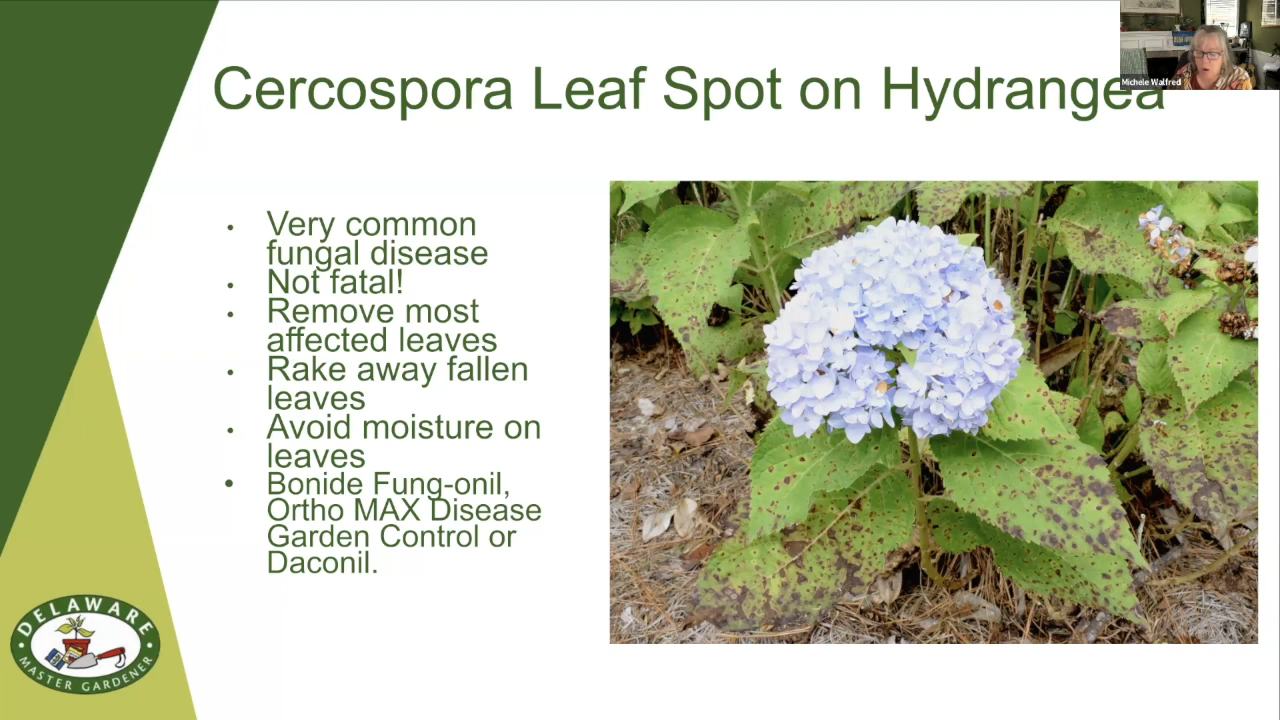 Cercospora Leaf Spot on Hydrangea
Michele Walfred
• Very common
fungal disease
• Not fatal!
• Remove most
affected leaves
• Rake away fallen
leaves
• Avoid moisture on
leaves
• Bonide Fung-onil,
Ortho MAX Disease
Garden Control or
Daconil.
DELAWARE
MASTER GARDENER